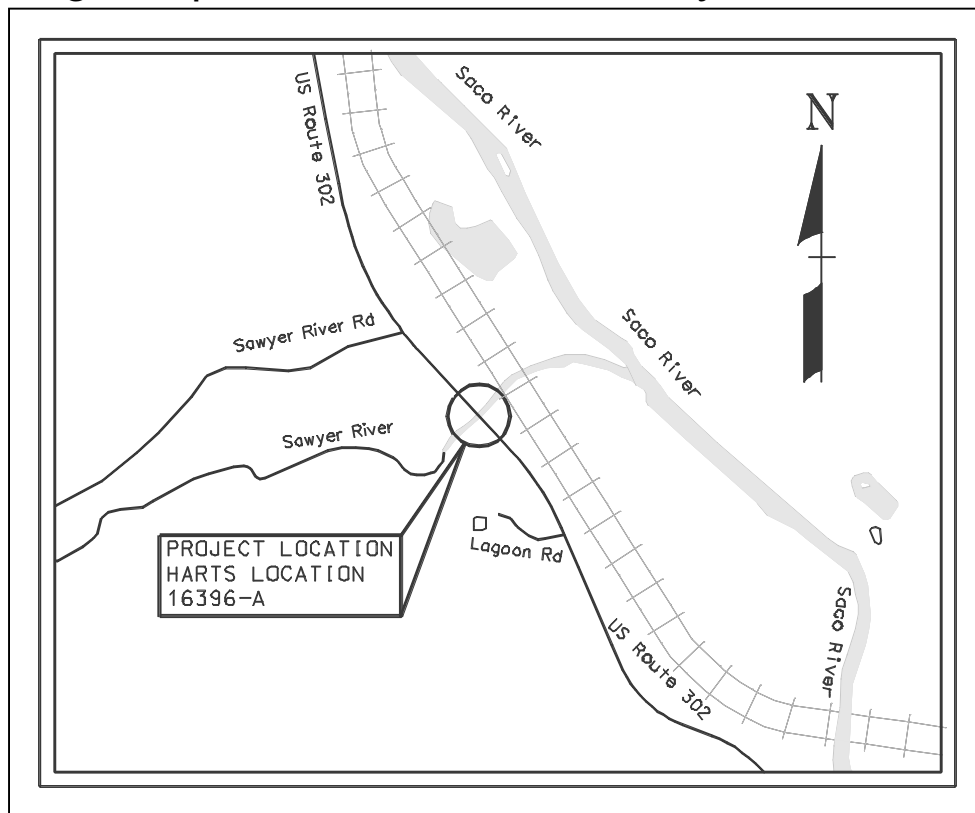 Saco River
N
US Route 302
Sawyer River Rd
Saco River
Sawyer River
Lagoon Rd
PROJECT LOCATION
HARTS LOCATION
16396-A
Saco River
US Route 302